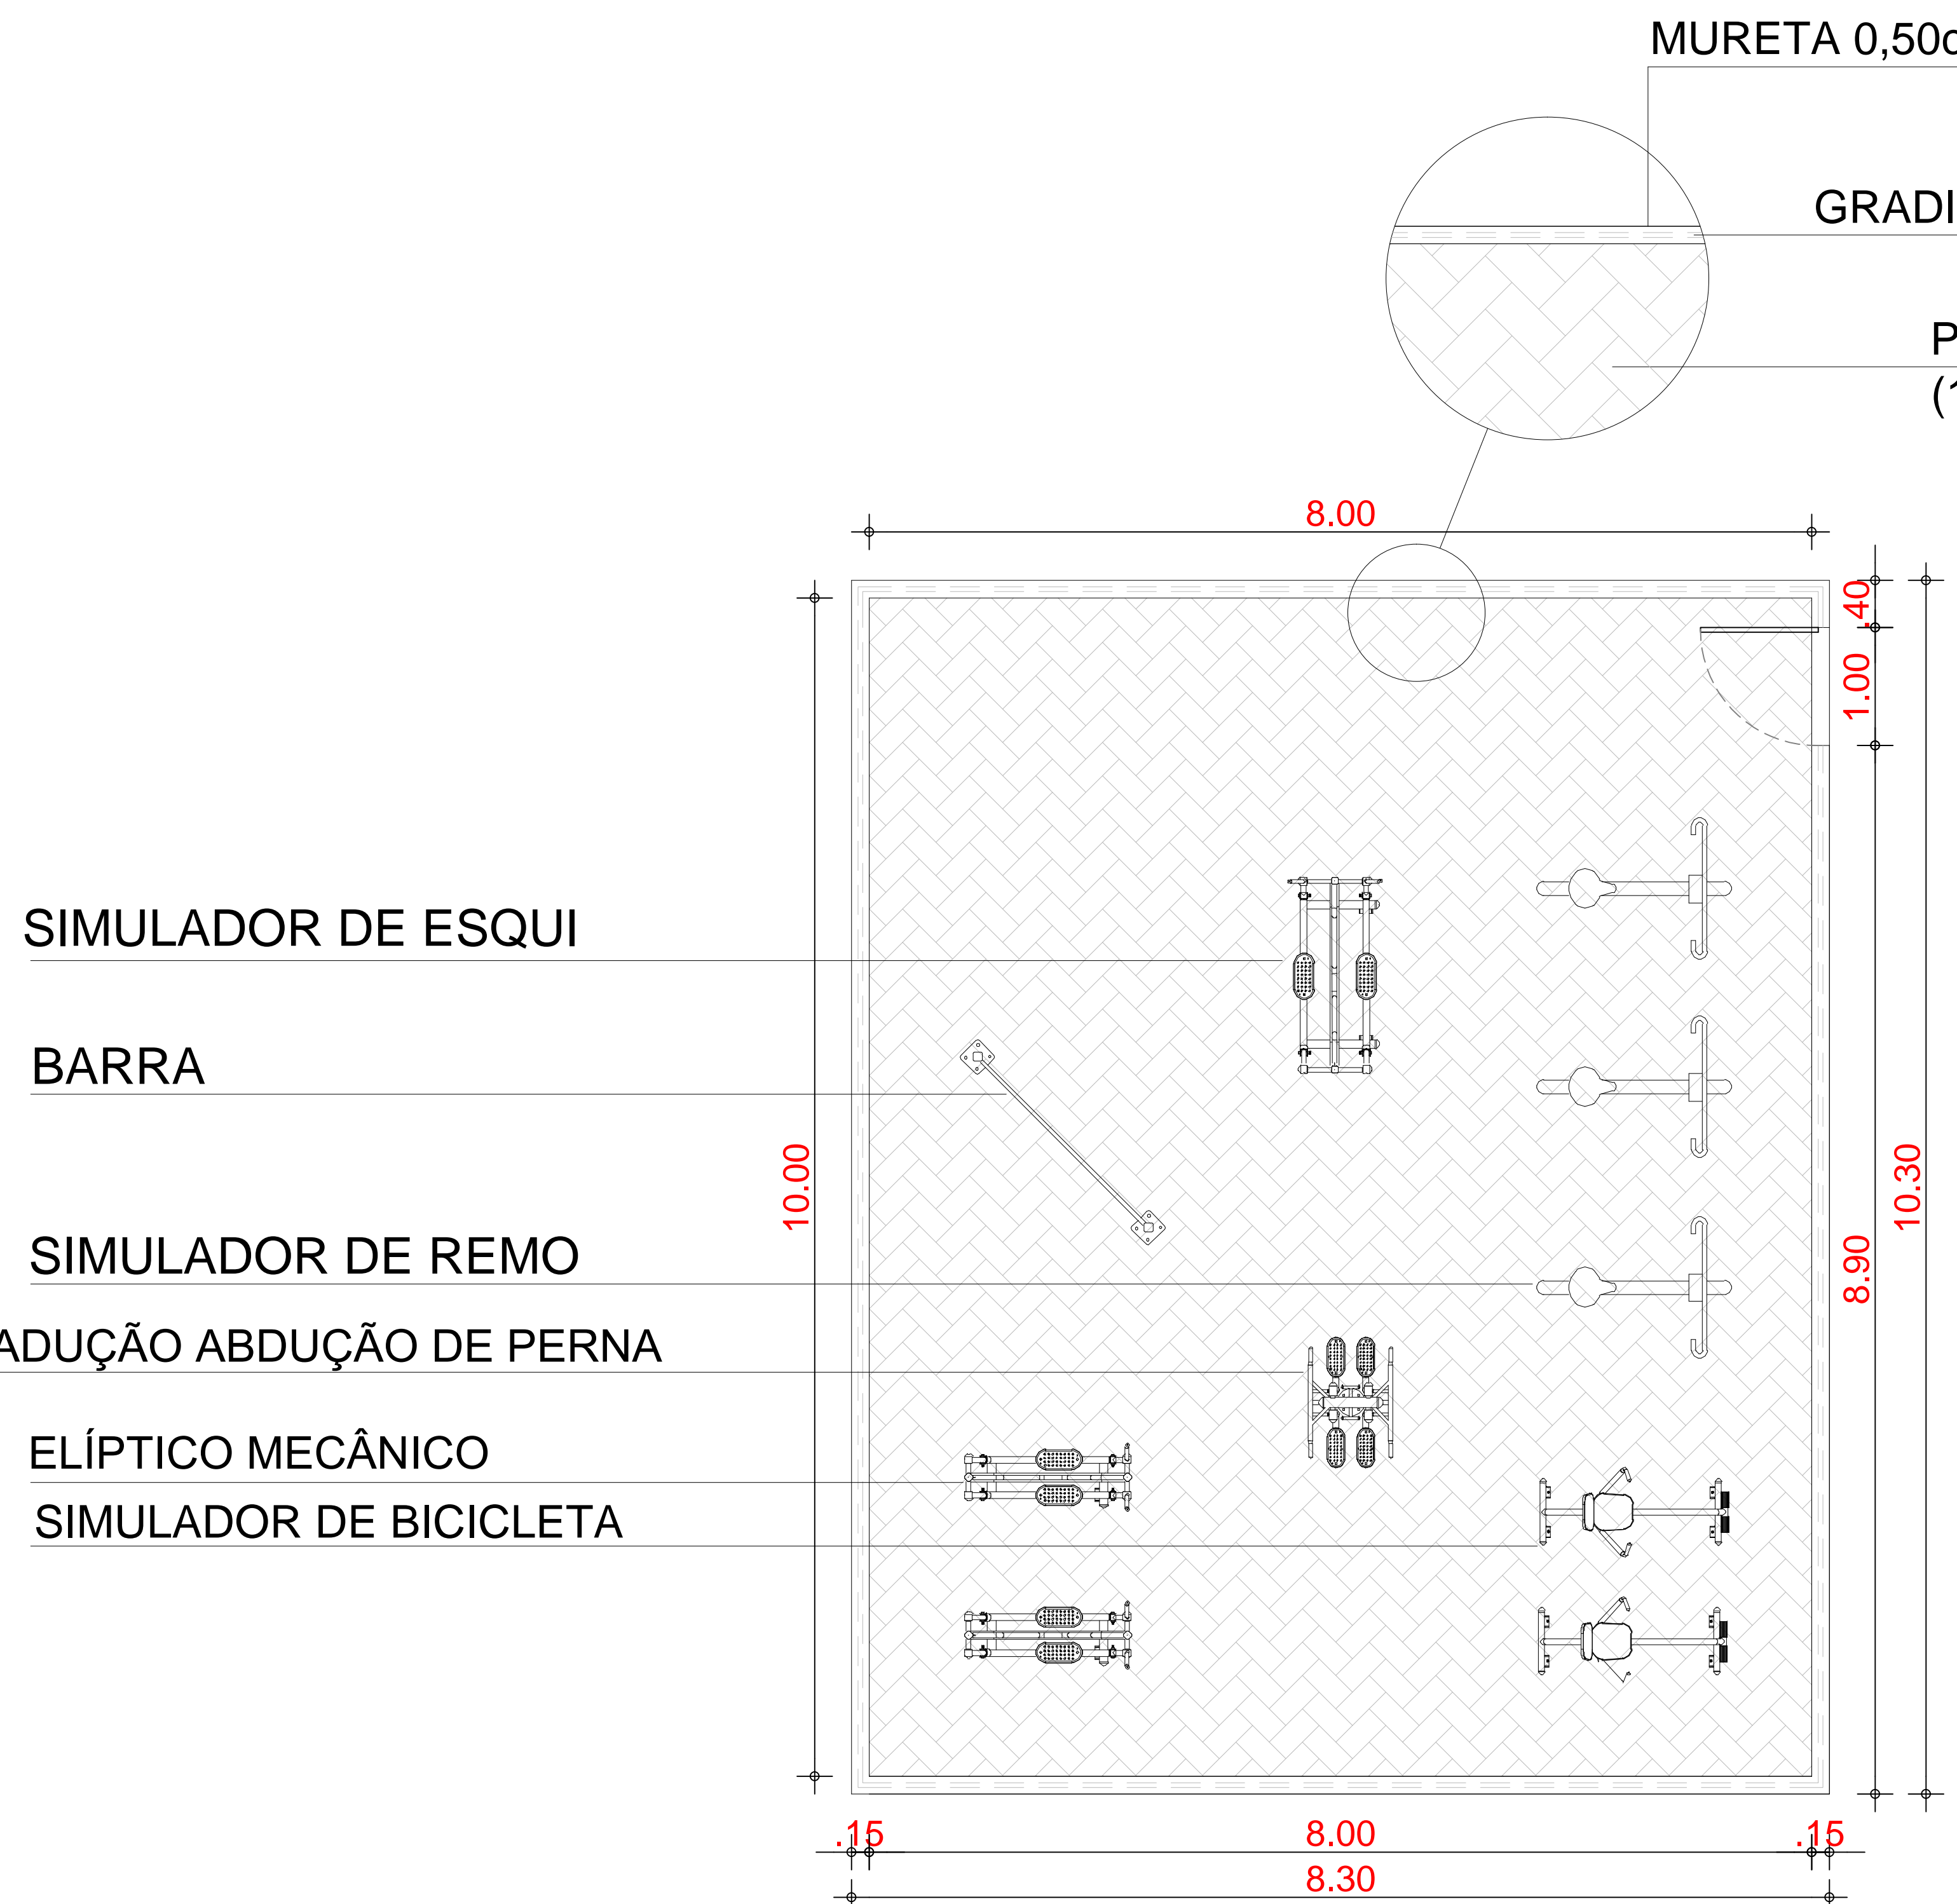 MURETA 0,50
GRADI
P
(1
8.00
.40
1.00
SIMULADOR DE ESQUI
BARRA
10.00
10.30
SIMULADOR DE REMO
8.90
ADUÇÃO ABDUÇÃO DE PERNA
ELÍPTICO MECÂNICO
SIMULADOR DE BICICLETA
.15
8.00
.15
8.30